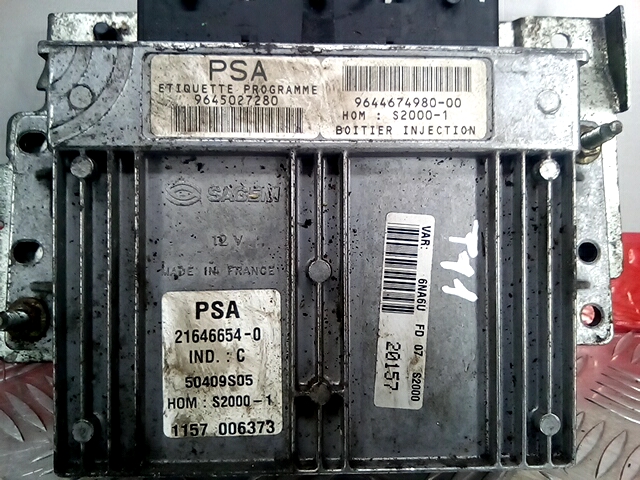 PSA
ETIQUETTE PROGRAMME
9645027280
9644674980-00
HOM : S2000-1
BOITIER INJECTION
SAGEM
12 V
MADE IN FRANCE
PSA
21646654-0
IND. : C
50409S05
HOM : S2000-1
1157 006373
VAR:
6NA6U FD 07 S2000
20157